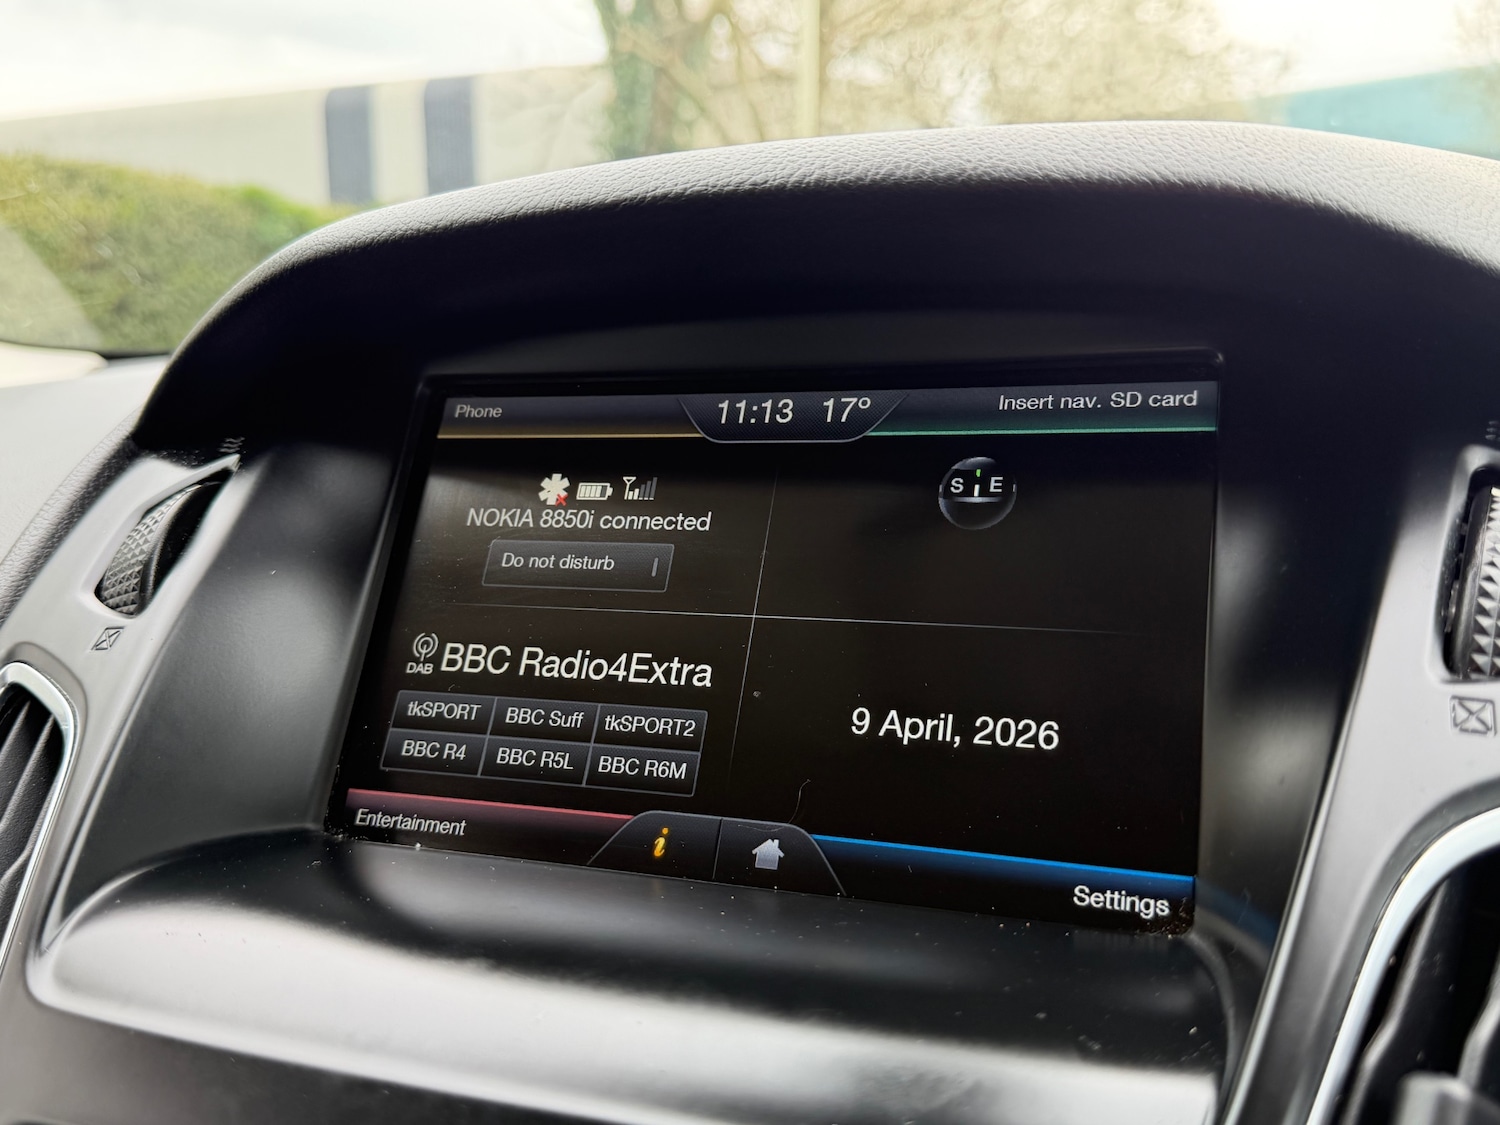 Phone
11:13 17°
Insert nav. SD card
NOKIA 8850i connected
Do not disturb
S E
DAB
BBC Radio4Extra
tkSPORT BBC Suff tkSPORT2
BBC R4 BBC R5L BBC R6M
9 April, 2026
Entertainment
i
Settings